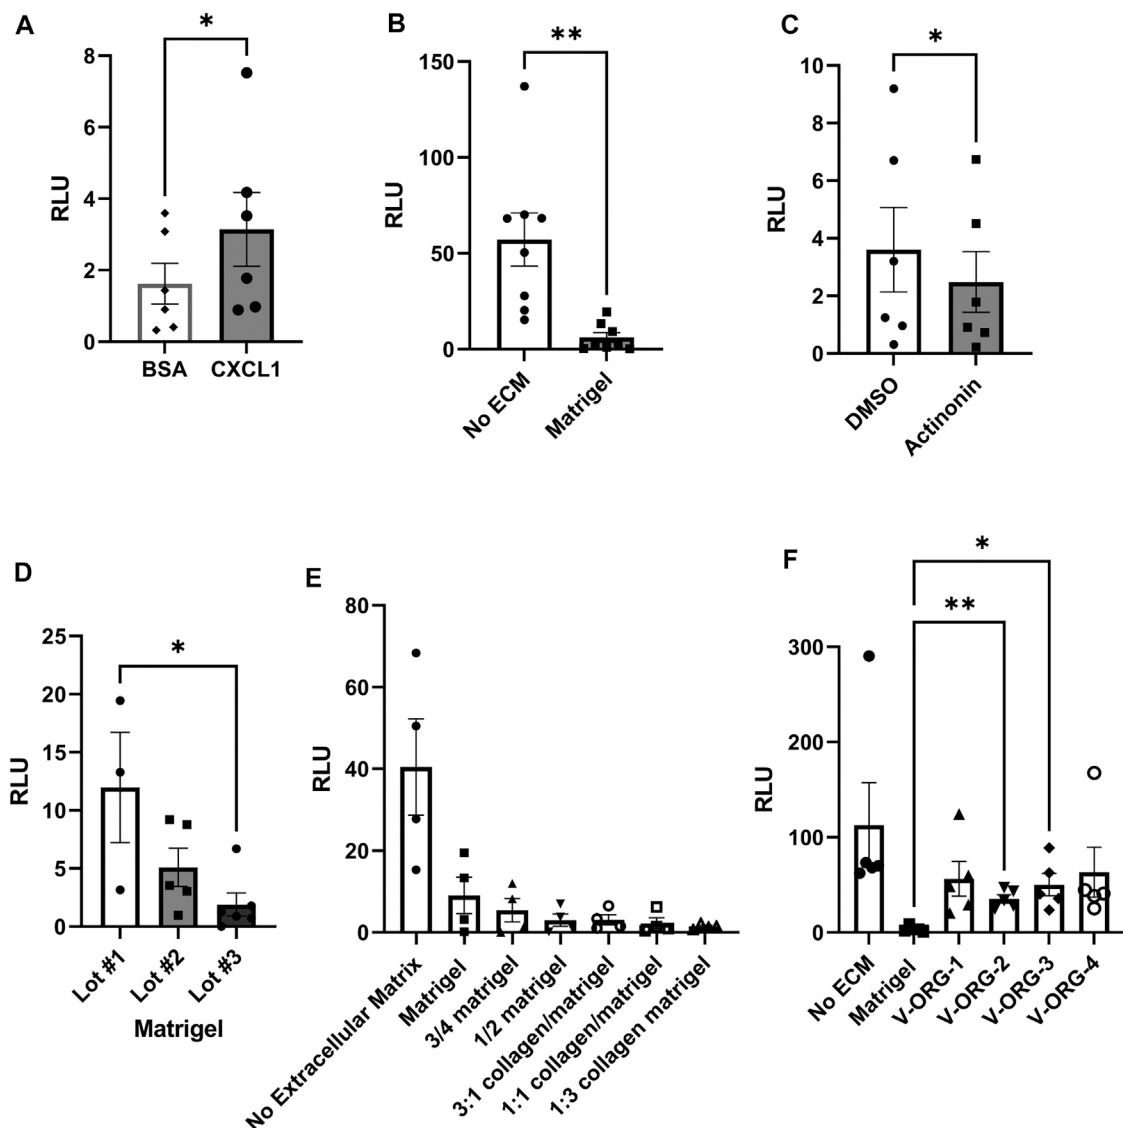 A
*
8
6
4
2
0
RLU
BSA CXCL1
B
**
150
100
50
0
RLU
No ECM
Matrigel
C
*
10
8
6
4
2
0
RLU
DMSO
Actinonin
D
*
25
20
15
10
5
0
RLU
Lot #1
Lot #2
Lot #3
Matrigel
E
80
60
40
20
0
RLU
No Extracellular Matrix
Matrigel
3/4 matrigel
1/2 matrigel
3:1 collagen/matrigel
1:1 collagen/matrigel
1:3 collagen matrigel
F
*
**
300
200
100
0
RLU
No ECM
Matrigel
V-ORG-1
V-ORG-2
V-ORG-3
V-ORG-4